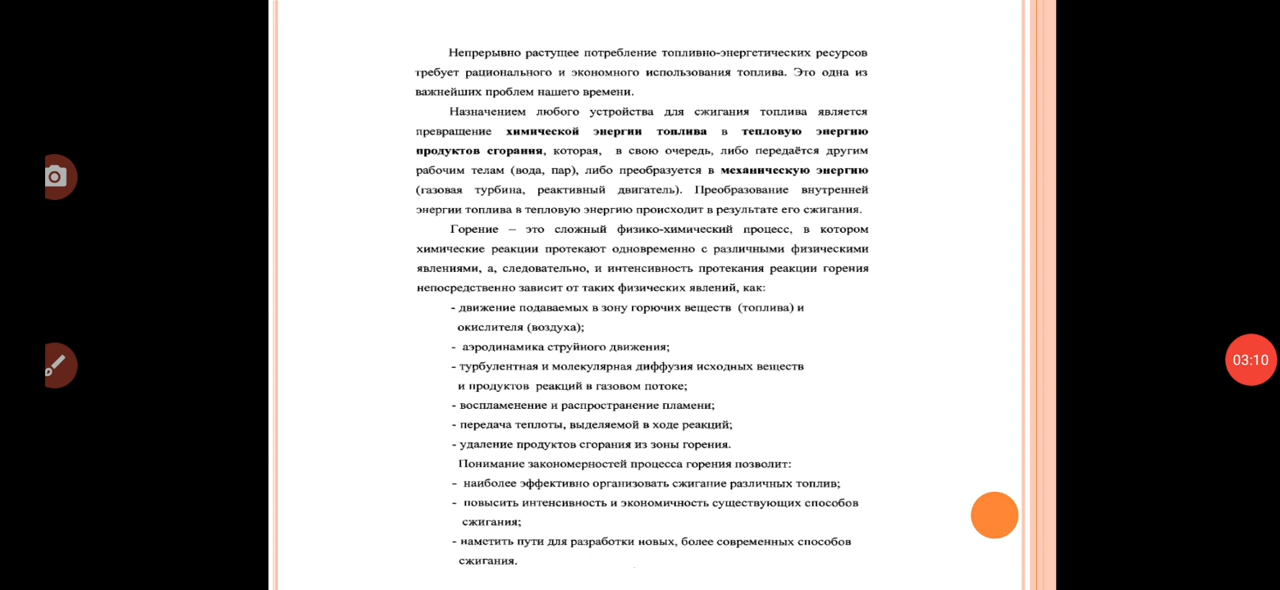 Непрерывно растущее потребление топливно-энергетических ресурсов
требует рационального и экономного использования топлива. Это одна из
важнейших проблем нашего времени.
Назначением любого устройства для сжигания топлива является
превращение химической энергии топлива в тепловую энергию
продуктов сгорания, которая, в свою очередь, либо передаётся другим
рабочим телам (вода, пар), либо преобразуется в механическую энергию
(газовая турбина, реактивный двигатель). Преобразование внутренней
энергии топлива в тепловую энергию происходит в результате его сжигания.
Горение – это сложный физико-химический процесс, в котором
химические реакции протекают одновременно с различными физическими
явлениями, а, следовательно, и интенсивность протекания реакции горения
непосредственно зависит от таких физических явлений, как:
- движение подаваемых в зону горючих веществ (топлива) и
окислителя (воздуха);
- аэродинамика струйного движения;
- турбулентная и молекулярная диффузия исходных веществ
и продуктов реакций в газовом потоке;
- воспламенение и распространение пламени;
- передача теплоты, выделяемой в ходе реакций;
- удаление продуктов сгорания из зоны горения.
Понимание закономерностей процесса горения позволит:
- наиболее эффективно организовать сжигание различных топлив;
- повысить интенсивность и экономичность существующих способов
сжигания;
- наметить пути для разработки новых, более современных способов
сжигания.
03:10